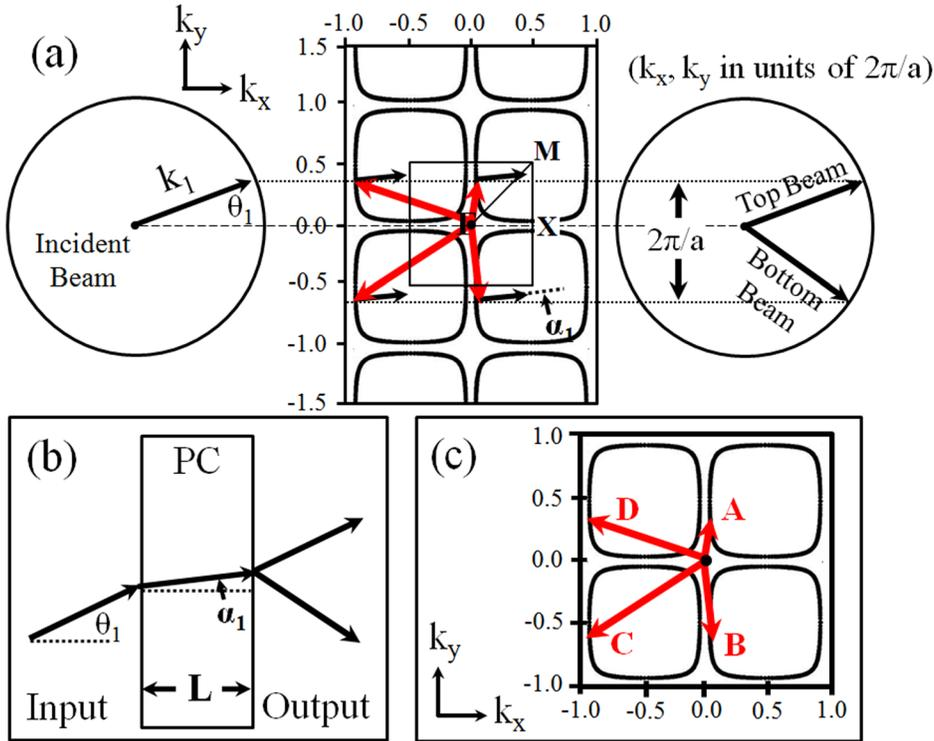 (a)
k_y
k_x
-1.0 -0.5 0.0 0.5 1.0
(k_x, k_y in units of 2π/a)
1.5
1.0
0.5
0.0
-0.5
-1.0
-1.5
k_1
θ_1
Incident
Beam
M
Γ
X
α_1
2π/a
Top Beam
Bottom
Beam
(b)
PC
θ_1
α_1
L
Input
Output
(c)
1.0
0.5
0.0
-0.5
-1.0
D
A
C
B
k_y
k_x
-1.0 -0.5 0.0 0.5 1.0